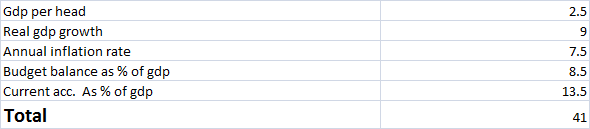 Gdp per head 2.5
Real gdp growth 9
Annual inflation rate 7.5
Budget balance as % of gdp 8.5
Current acc. As % of gdp 13.5
Total 41